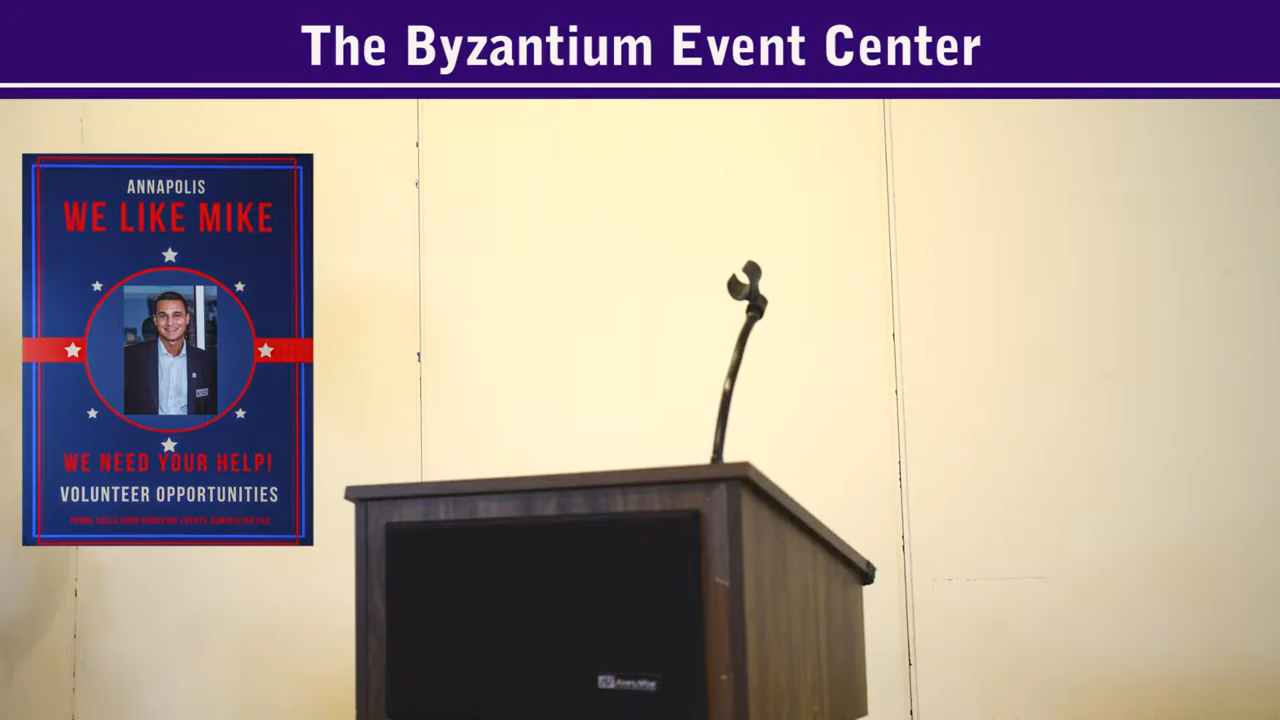 The Byzantium Event Center
ANNAPOLIS
WE LIKE MIKE
WE NEED YOUR HELP!
VOLUNTEER OPPORTUNITIES
PHONE CALLS DOOR KNOCKING EVENTS ADMINISTRATIVE